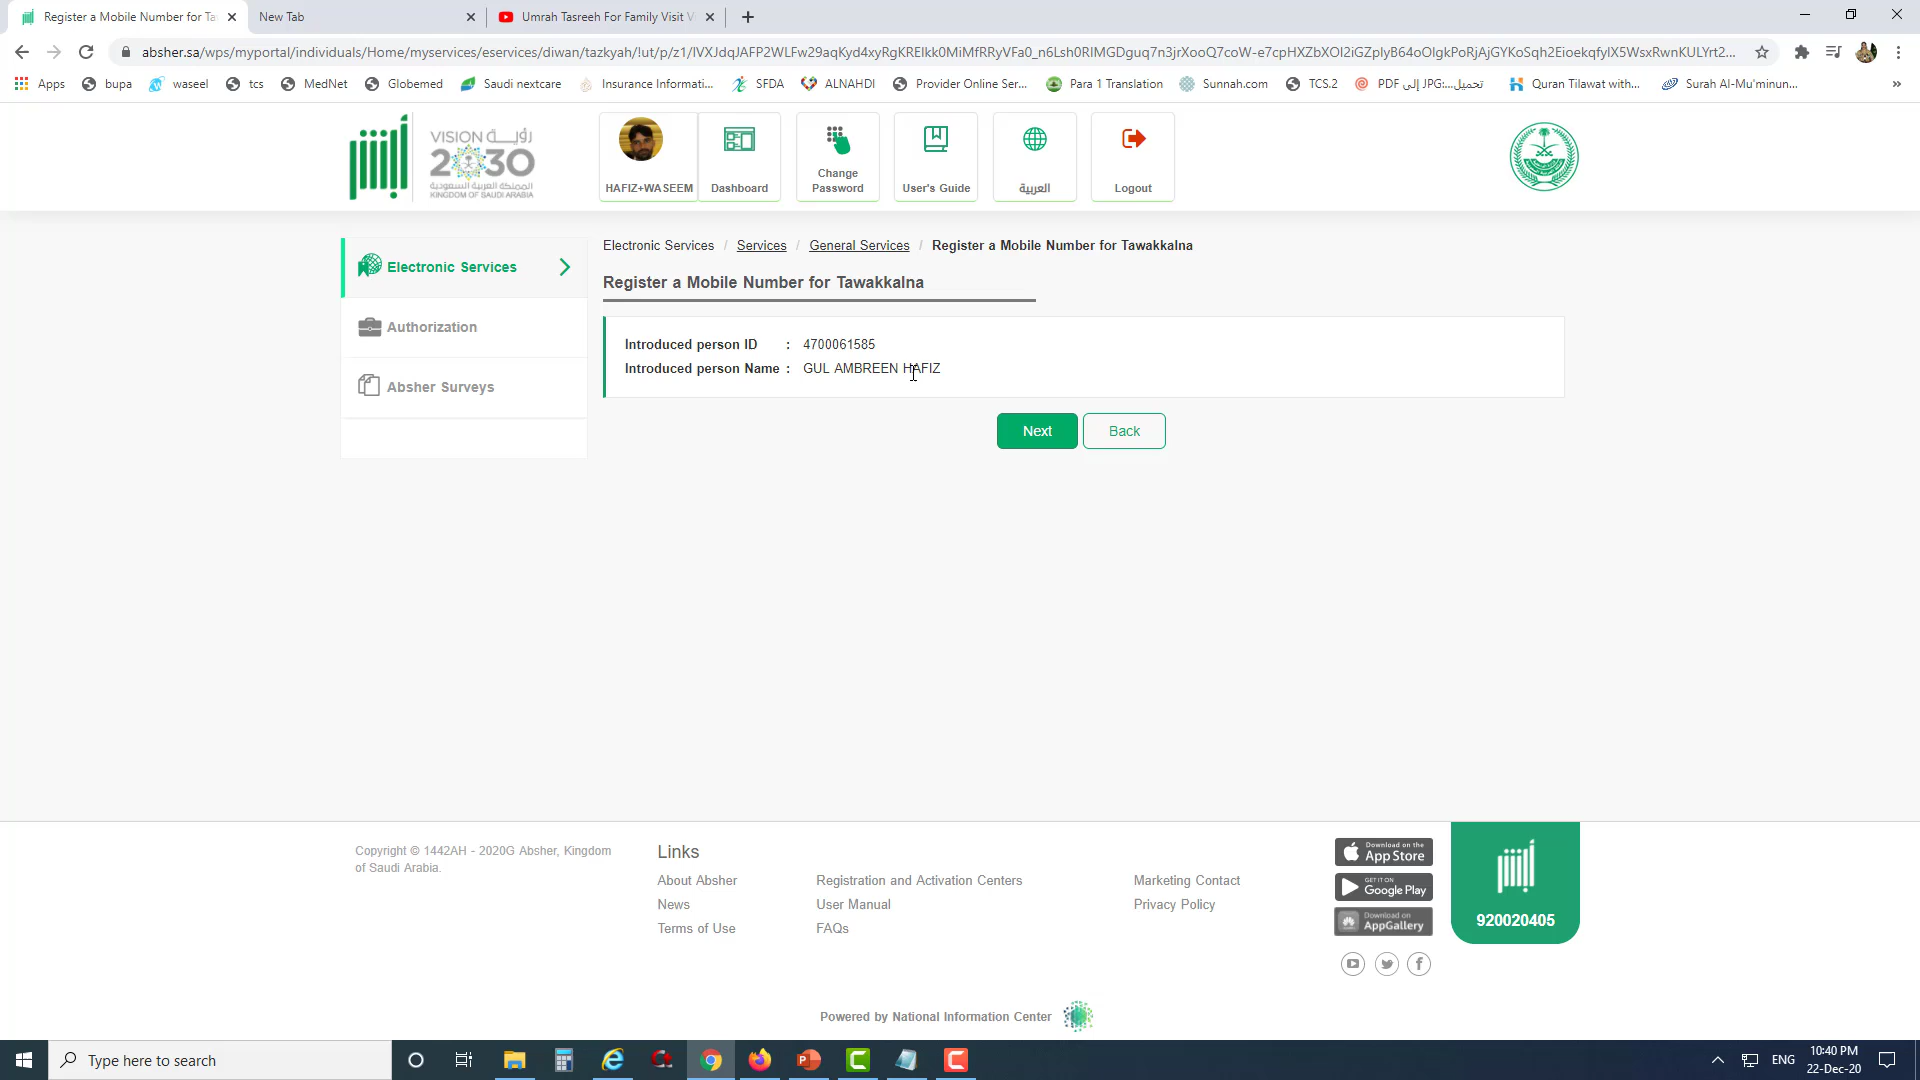 Register a Mobile Number for Ta
New Tab
Umrah Tasreeh For Family Visit V
absher.sa/wps/myportal/individuals/Home/myservices/eservices/diwan/tazkyah/!ut/p/z1/
Apps
bupa
waseel
tcs
MedNet
Globemed
Saudi nextcare
Insurance Informati...
SFDA
ALNAHDI
Provider Online Ser...
Para 1 Translation
Sunnah.com
TCS.2
تحميل....:JPG إلى PDF
Quran Tilawat with...
Surah Al-Mu'minun...
»
أبشر
VISION رؤية
2030
المملكة العربية السعودية
KINGDOM OF SAUDI ARABIA
HAFIZ+WASEEM
Dashboard
Change
Password
User's Guide
العربية
Logout
Electronic Services
Authorization
Absher Surveys
Electronic Services / Services / General Services / Register a Mobile Number for Tawakkalna
Register a Mobile Number for Tawakkalna
Introduced person ID : 4700061585
Introduced person Name : GUL AMBREEN HAFIZ
Next
Back
Copyright © 1442AH - 2020G Absher, Kingdom
of Saudi Arabia.
Links
About Absher
News
Terms of Use
Registration and Activation Centers
User Manual
FAQs
Marketing Contact
Privacy Policy
Download on the
App Store
GET IT ON
Google Play
Download on
AppGallery
أبشر
920020405
Powered by National Information Center
Type here to search
ENG
10:40 PM
22-Dec-20